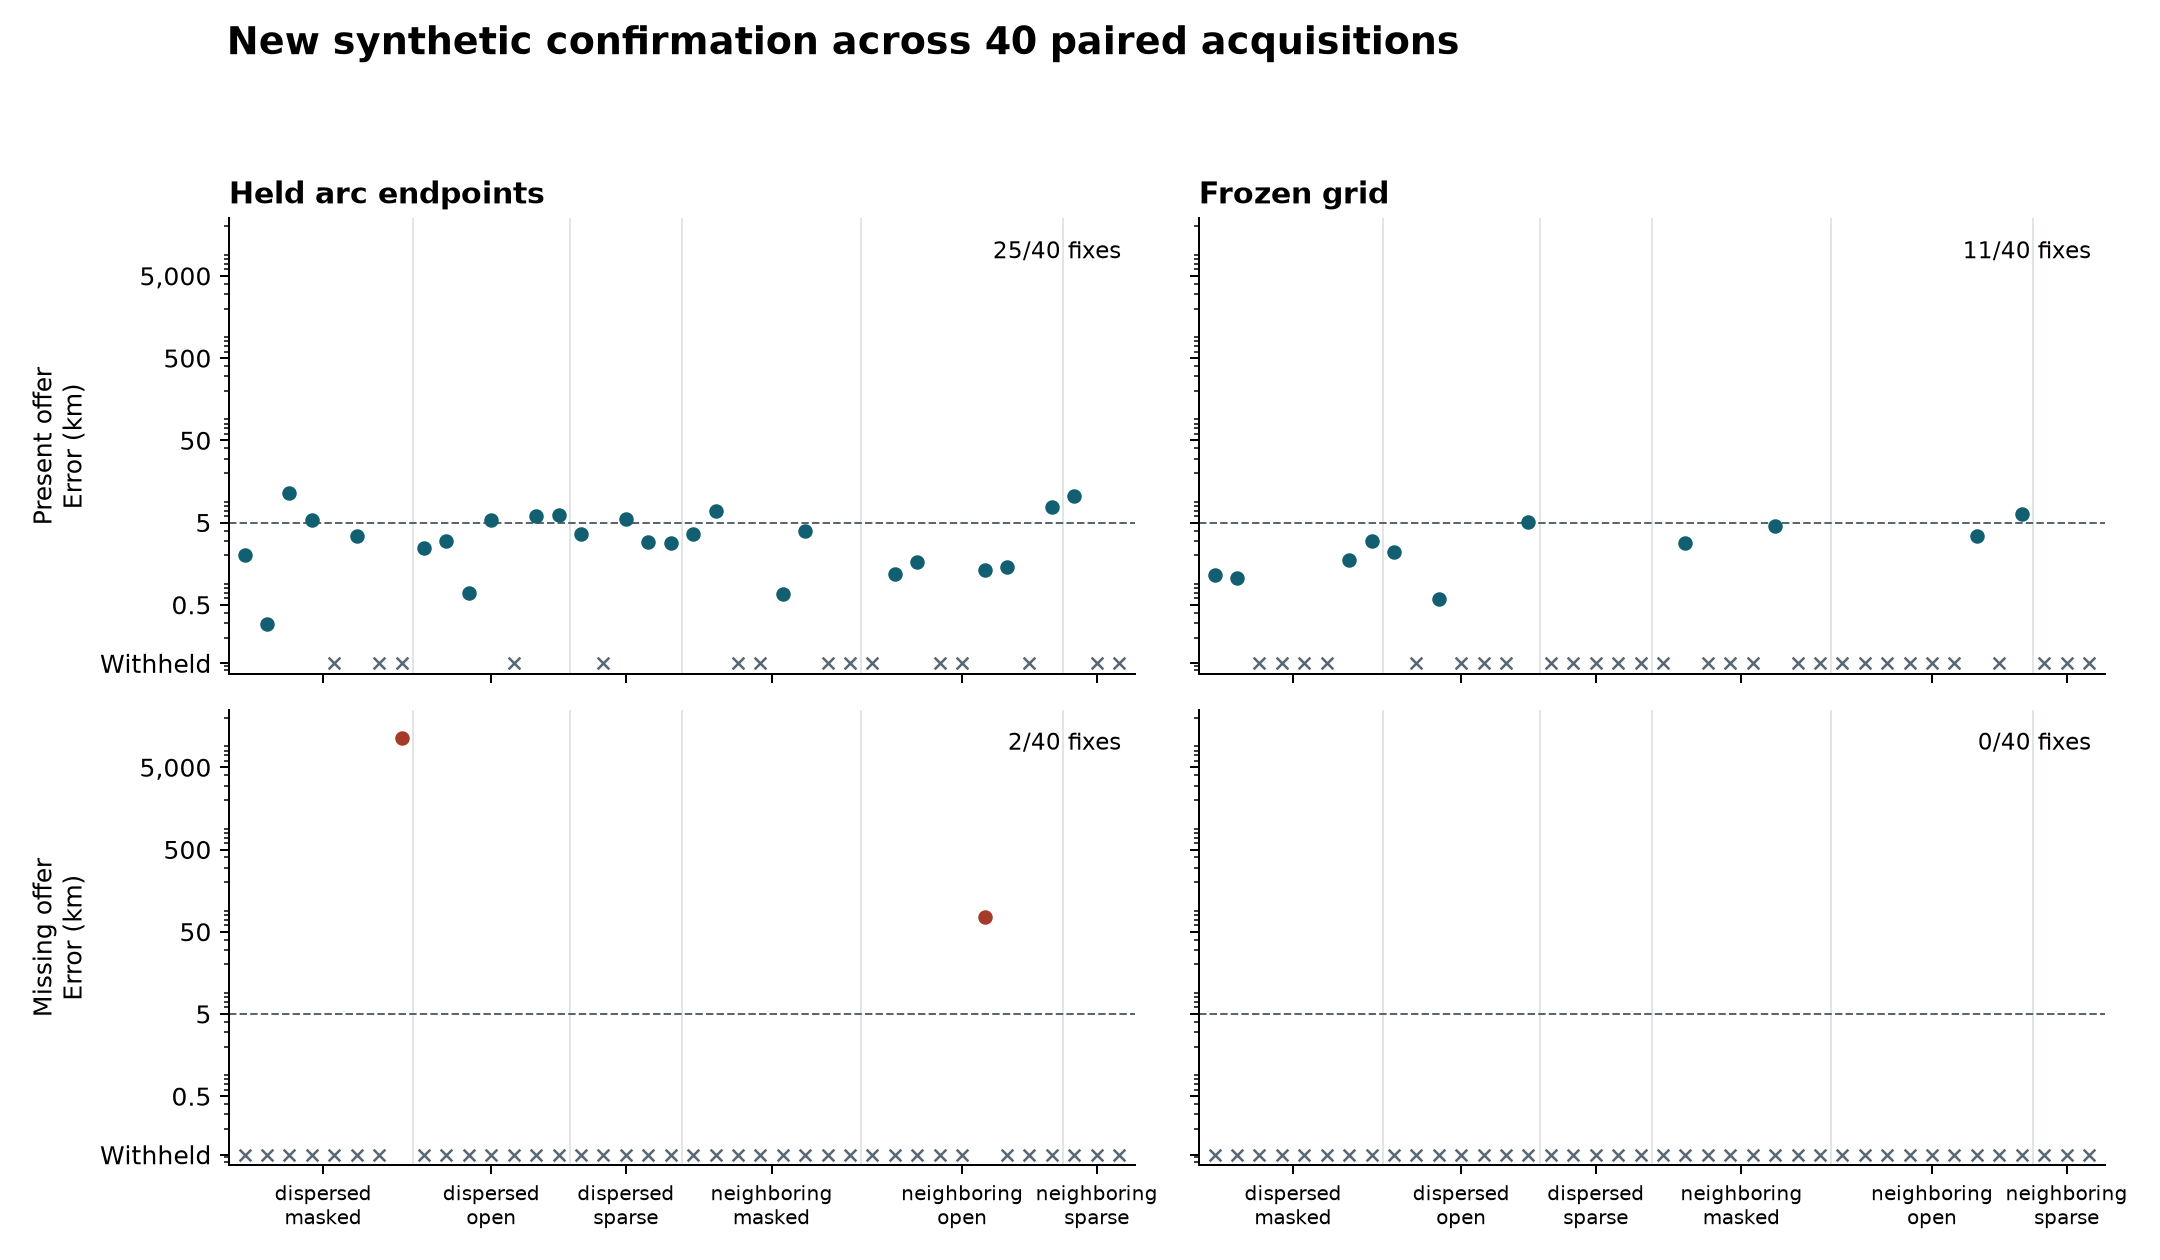 New synthetic confirmation across 40 paired acquisitions
Held arc endpoints
25/40 fixes
Present offer
Error (km)
5,000
500
50
5
0.5
Withheld
Frozen grid
11/40 fixes
2/40 fixes
Missing offer
Error (km)
5,000
500
50
5
0.5
Withheld
0/40 fixes
dispersed
masked
dispersed
open
dispersed
sparse
neighboring
masked
neighboring
open
neighboring
sparse
dispersed
masked
dispersed
open
dispersed
sparse
neighboring
masked
neighboring
open
neighboring
sparse